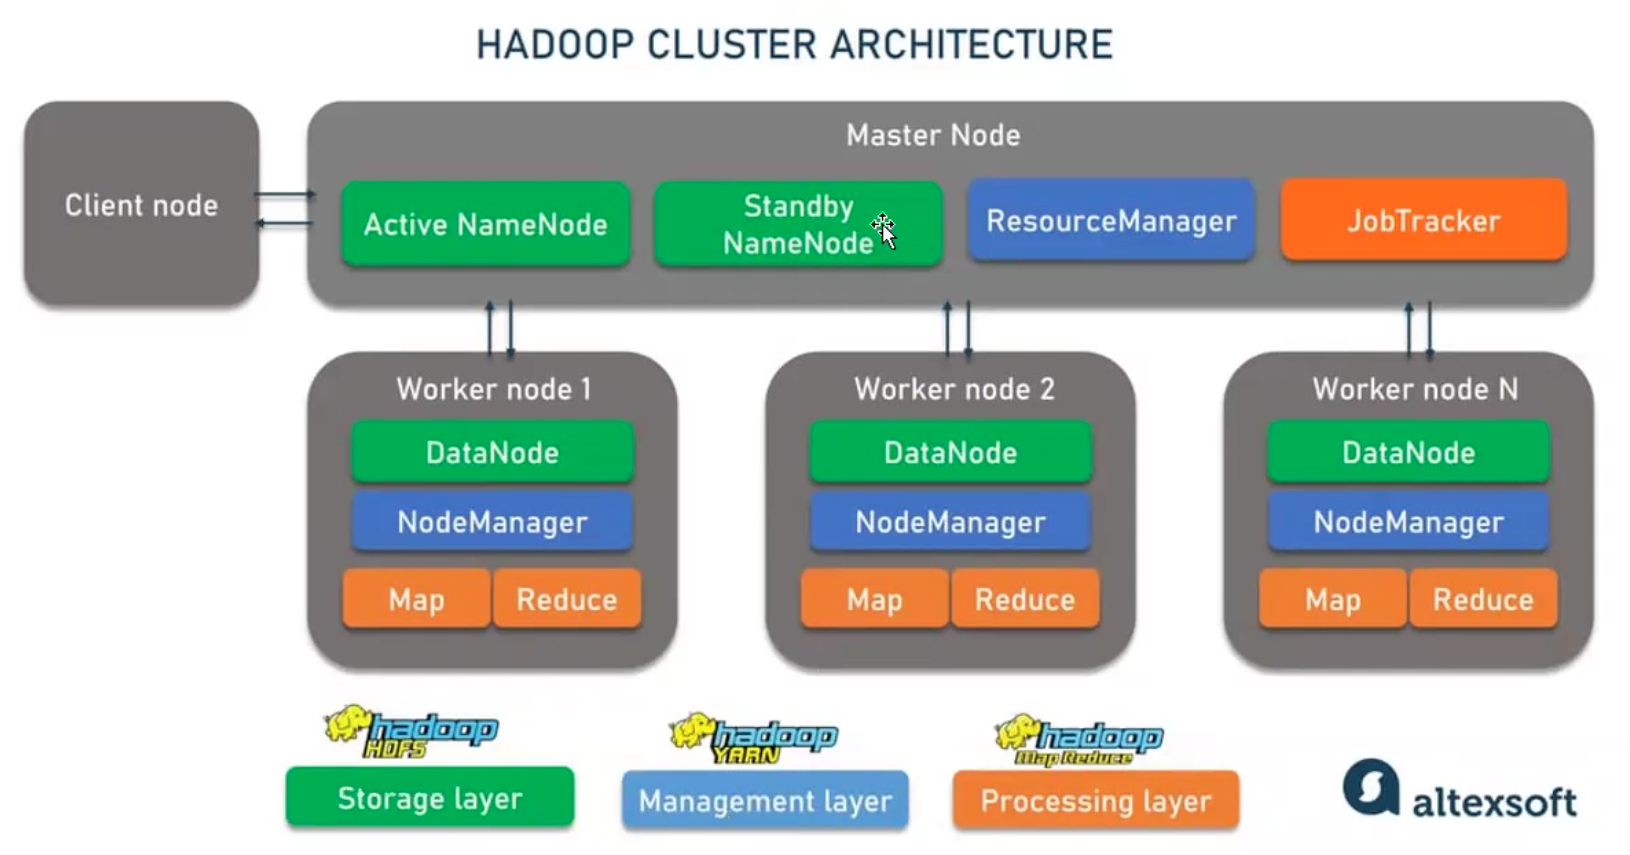 HADOOP CLUSTER ARCHITECTURE
Client node
Master Node
Active NameNode
Standby
NameNode
ResourceManager
JobTracker
Worker node 1
DataNode
NodeManager
Map
Reduce
Worker node 2
DataNode
NodeManager
Map
Reduce
Worker node N
DataNode
NodeManager
Map
Reduce
hadoop
HDFS
Storage layer
hadoop
YARN
Management layer
hadoop
Map Reduce
Processing layer
altexsoft